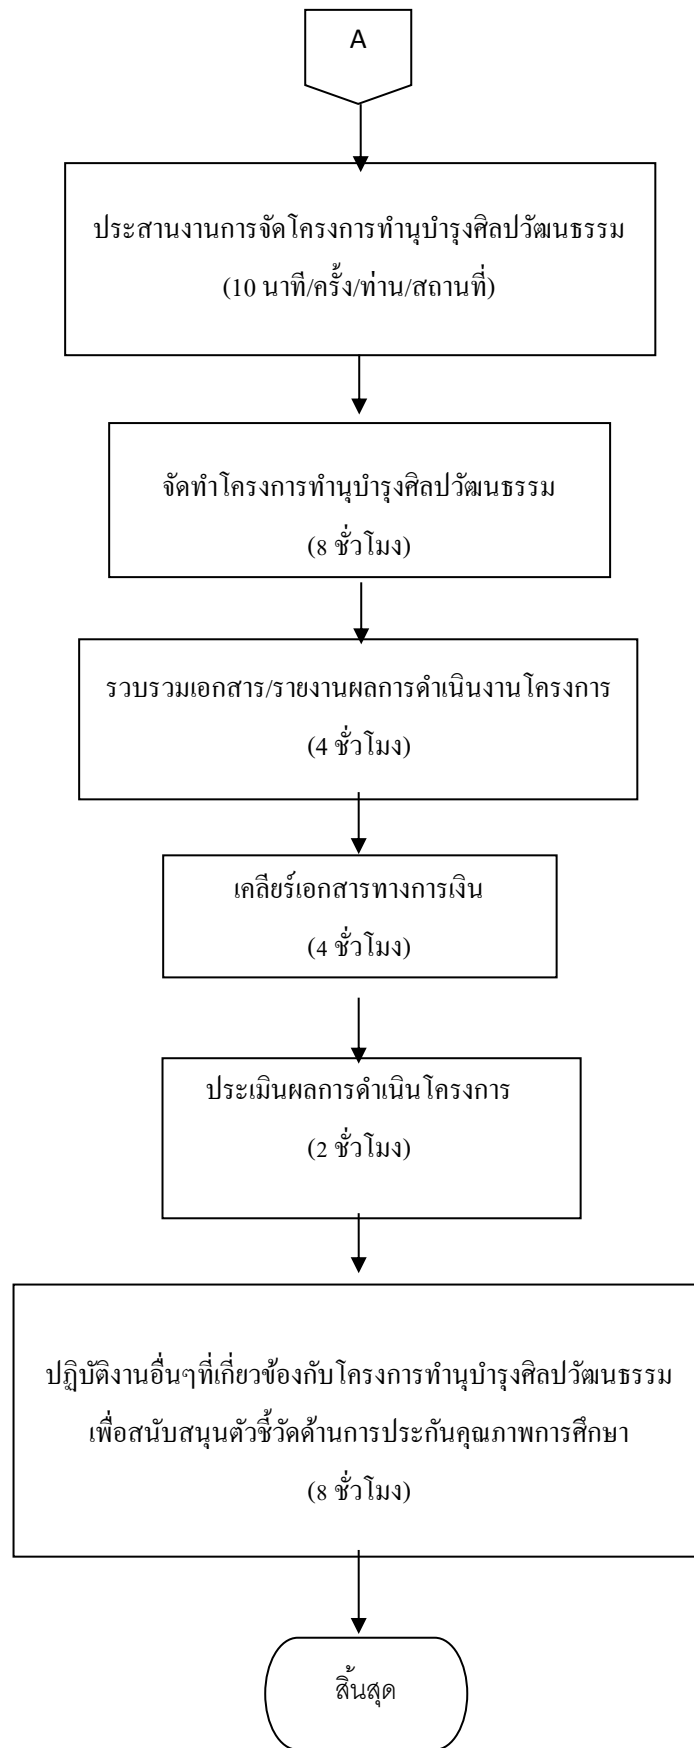 A
ประสานงานการจัดโครงการทำนุบำรุงศิลปวัฒนธรรม
(10 นาที/ครั้ง/ท่าน/สถานที่)
จัดทำโครงการทำนุบำรุงศิลปวัฒนธรรม
(8 ชั่วโมง)
รวบรวมเอกสาร/รายงานผลการดำเนินงานโครงการ
(4 ชั่วโมง)
เคลียร์เอกสารทางการเงิน
(4 ชั่วโมง)
ประเมินผลการดำเนินโครงการ
(2 ชั่วโมง)
ปฏิบัติงานอื่นๆที่เกี่ยวข้องกับโครงการทำนุบำรุงศิลปวัฒนธรรม
เพื่อสนับสนุนตัวชี้วัดด้านการประกันคุณภาพการศึกษา
(8 ชั่วโมง)
สิ้นสุด